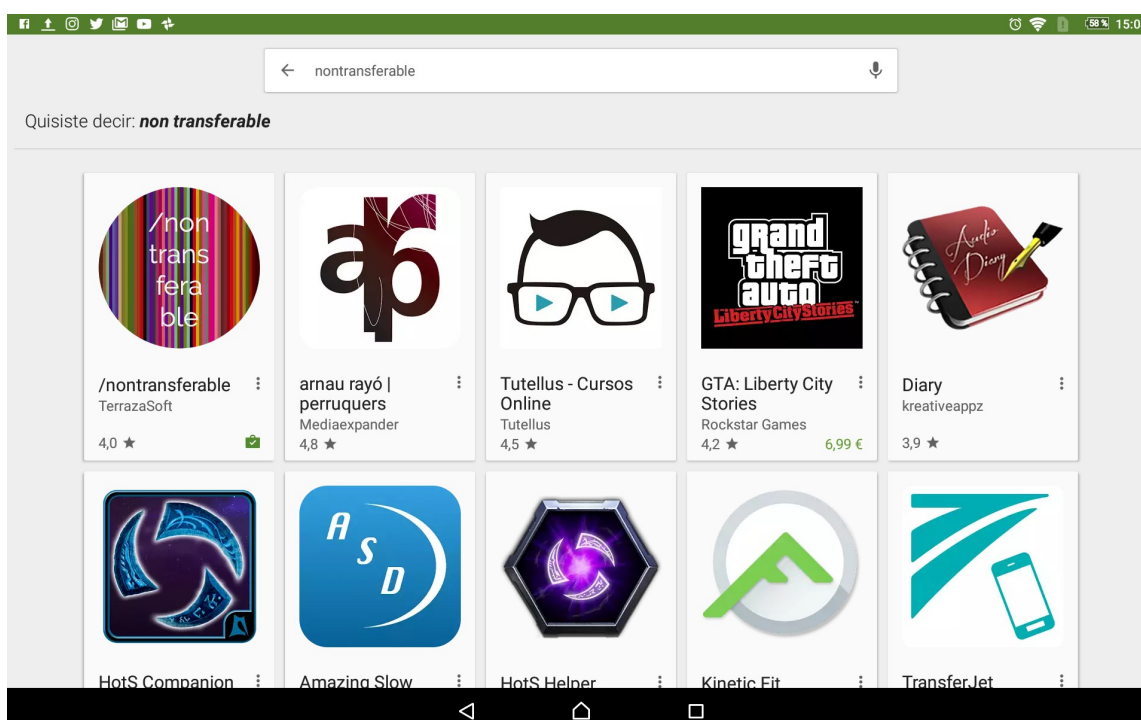 58 % 15:0
nontransferable
Quisiste decir: non transferable
/non
trans
fera
ble
/nontransferable
TerrazaSoft
4,0 ★
arp
arnau rayó |
perruquers
Mediaexpander
4,8 ★
Tutellus - Cursos
Online
Tutellus
4,5 ★
grand
theft
auto
Liberty City Stories
GTA: Liberty City
Stories
Rockstar Games
4,2 ★ 6,99 €
Audio
Diary
Diary
kreativeappz
3,9 ★
HotS Companion
A
S
D
Amazing Slow
HotS Helper
Kinetic Fit
TransferJet